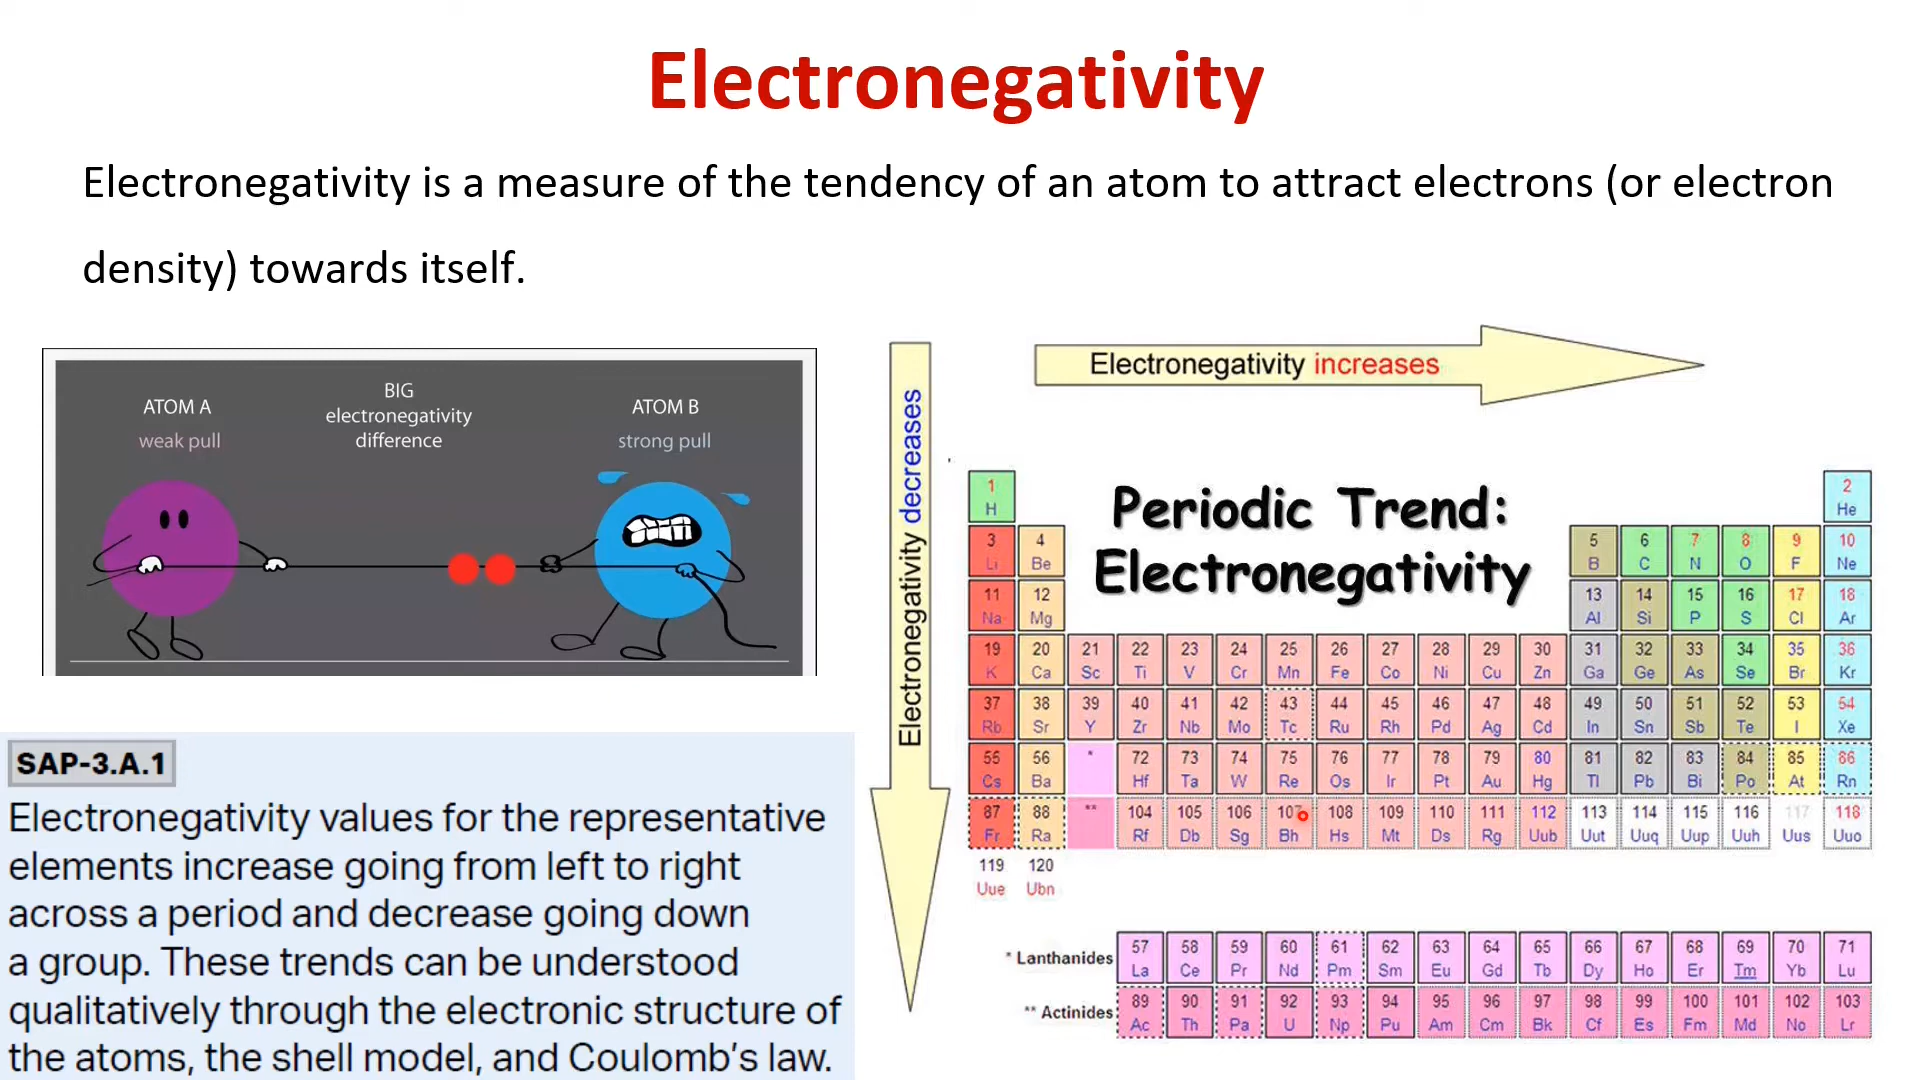 Electronegativity
Electronegativity is a measure of the tendency of an atom to attract electrons (or electron
density) towards itself.
ATOM A
weak pull
BIG
electronegativity
difference
ATOM B
strong pull
SAP-3.A.1
Electronegativity values for the representative
elements increase going from left to right
across a period and decrease going down
a group. These trends can be understood
qualitatively through the electronic structure of
the atoms, the shell model, and Coulomb's law.
Electronegativity decreases
Electronegativity increases
Periodic Trend:
Electronegativity
1 2
H He
3 4 5 6 7 8 9 10
Li Be B C N O F Ne
11 12 13 14 15 16 17 18
Na Mg Al Si P S Cl Ar
19 20 21 22 23 24 25 26 27 28 29 30 31 32 33 34 35 36
K Ca Sc Ti V Cr Mn Fe Co Ni Cu Zn Ga Ge As Se Br Kr
37 38 39 40 41 42 43 44 45 46 47 48 49 50 51 52 53 54
Rb Sr Y Zr Nb Mo Tc Ru Rh Pd Ag Cd In Sn Sb Te I Xe
55 56 * 72 73 74 75 76 77 78 79 80 81 82 83 84 85 86
Cs Ba Hf Ta W Re Os Ir Pt Au Hg Tl Pb Bi Po At Rn
87 88 ** 104 105 106 107 108 109 110 111 112 113 114 115 116 117 118
Fr Ra Rf Db Sg Bh Hs Mt Ds Rg Uub Uut Uuq Uup Uuh Uus Uuo
119 120
Uue Ubn
* Lanthanides
57 58 59 60 61 62 63 64 65 66 67 68 69 70 71
La Ce Pr Nd Pm Sm Eu Gd Tb Dy Ho Er Tm Yb Lu
** Actinides
89 90 91 92 93 94 95 96 97 98 99 100 101 102 103
Ac Th Pa U Np Pu Am Cm Bk Cf Es Fm Md No Lr